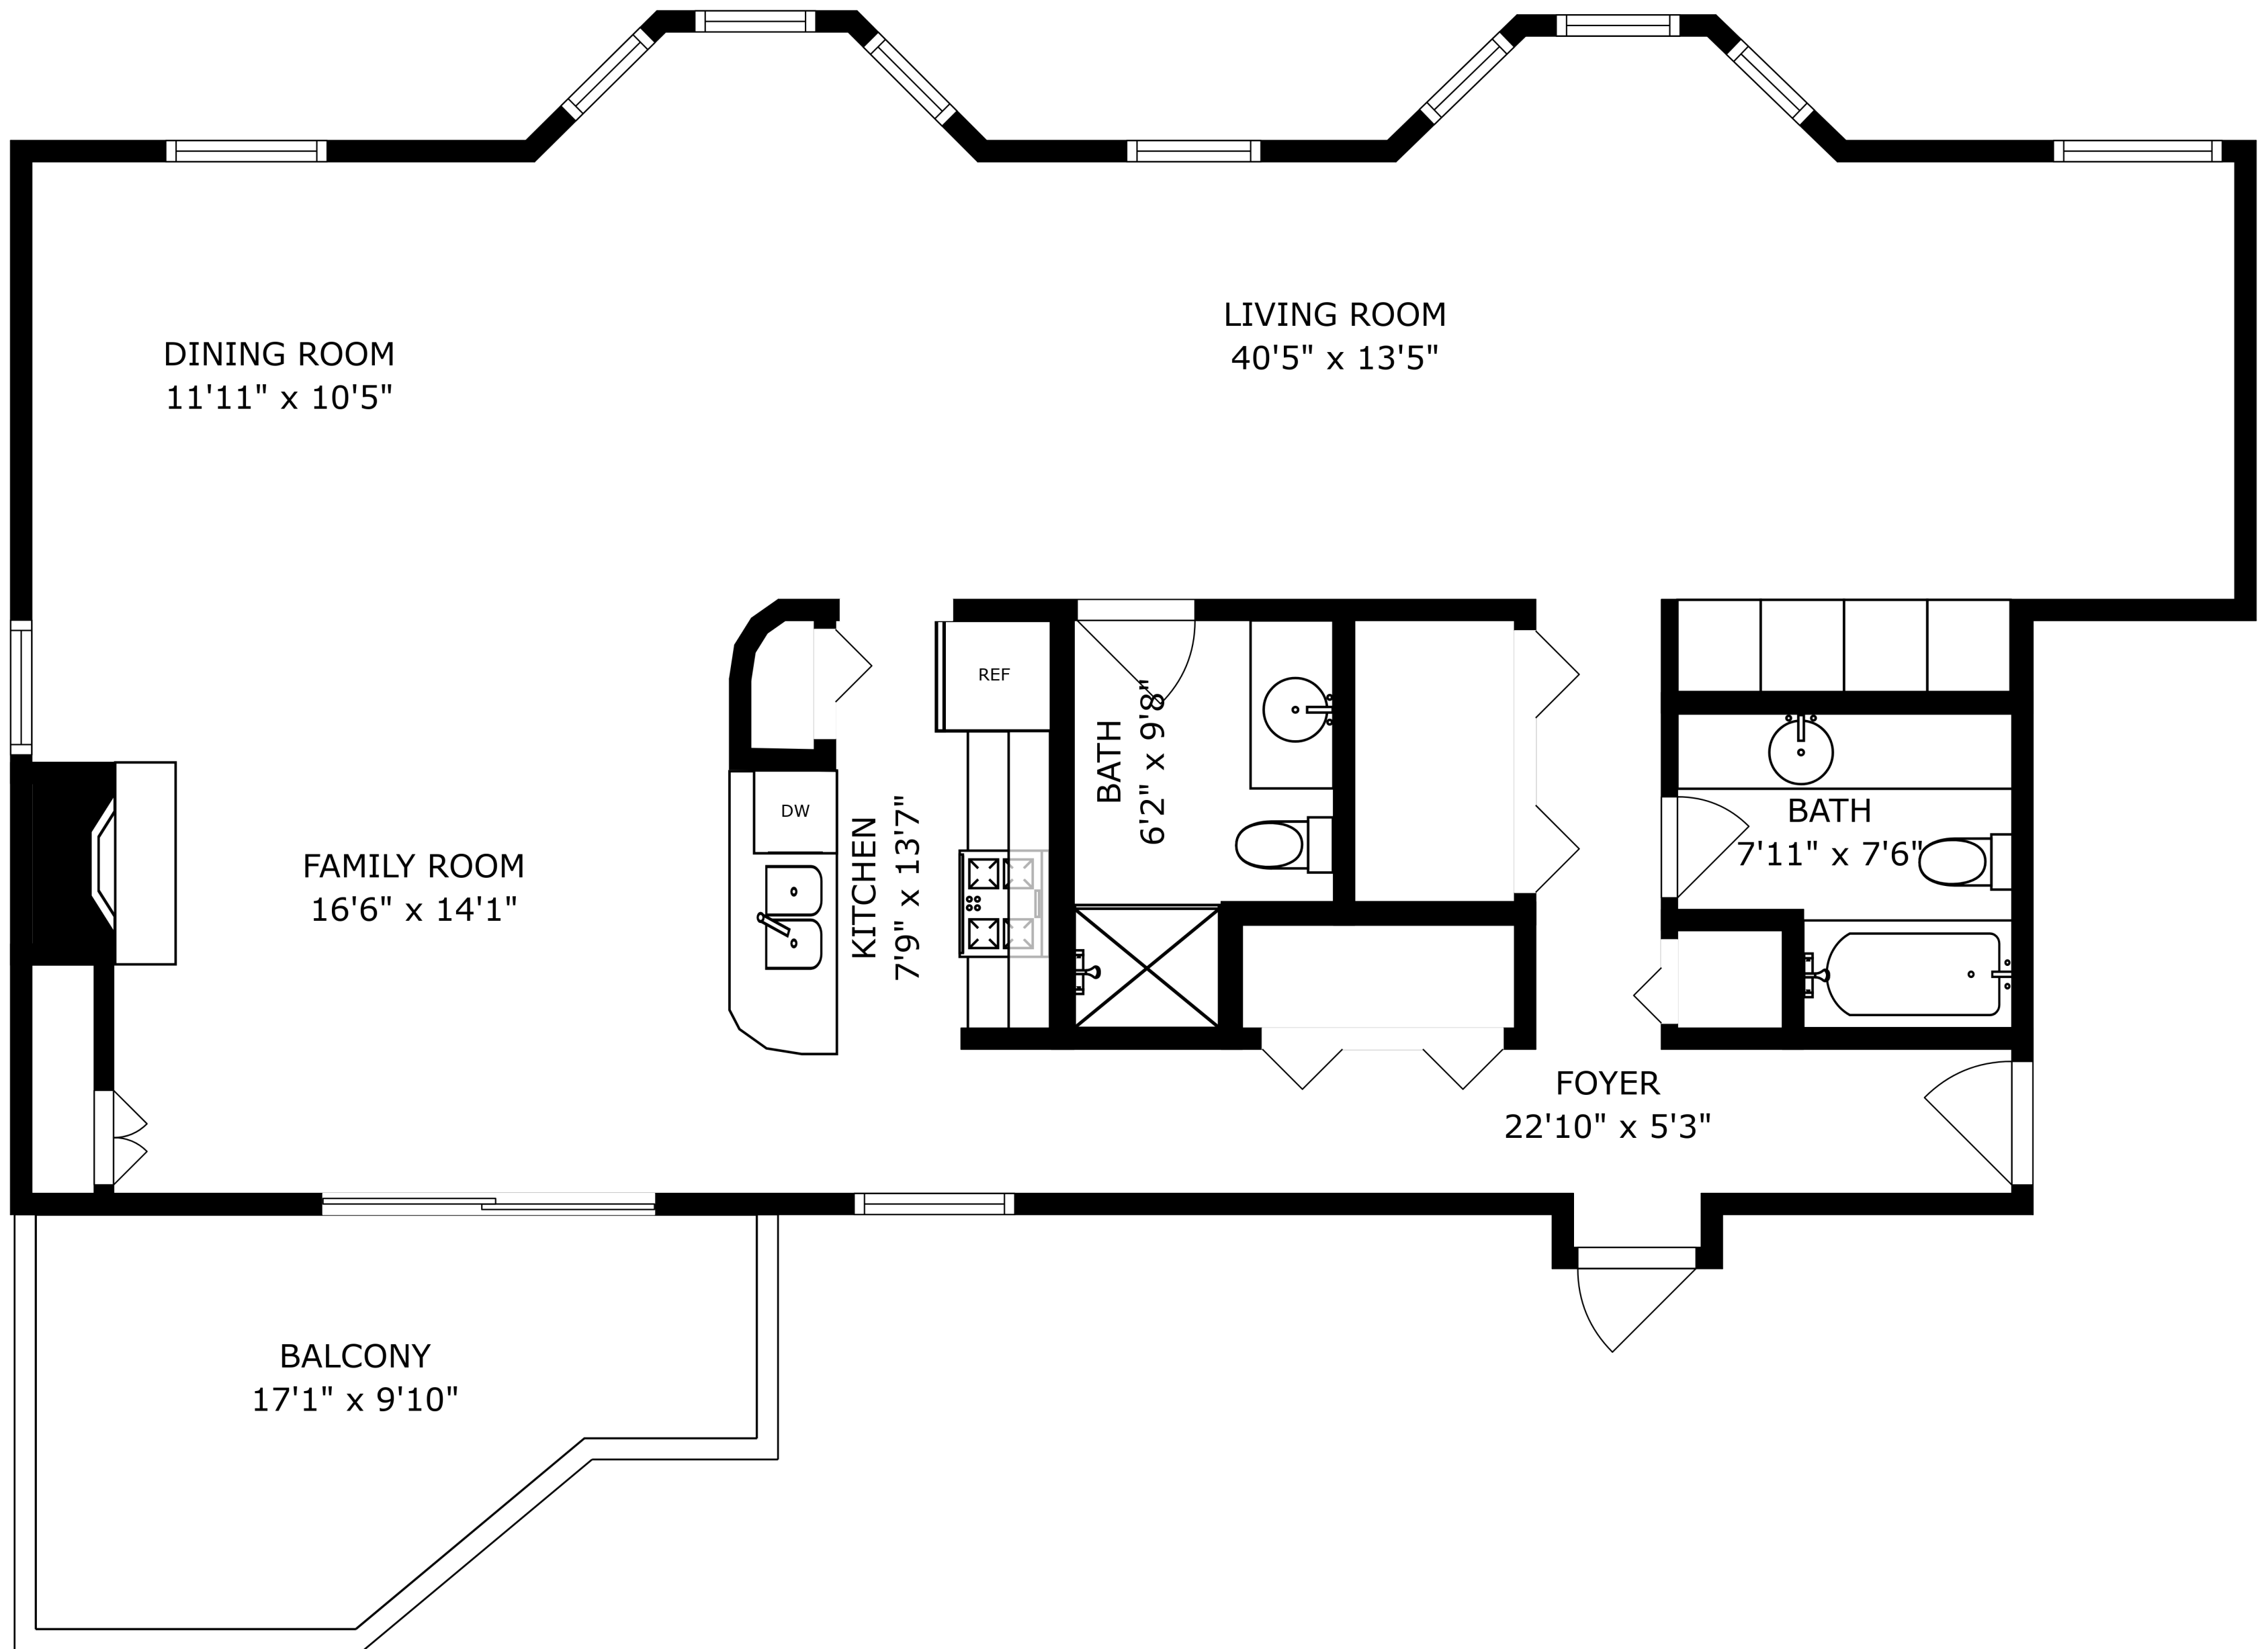 LIVING ROOM
40'5" x 13'5"
DINING ROOM
11'11" x 10'5"
REF
BATH
6'2" x 9'8"
DW
KITCHEN
7'9" x 13'7"
BATH
7'11" x 7'6"
FAMILY ROOM
16'6" x 14'1"
FOYER
22'10" x 5'3"
BALCONY
17'1" x 9'10"